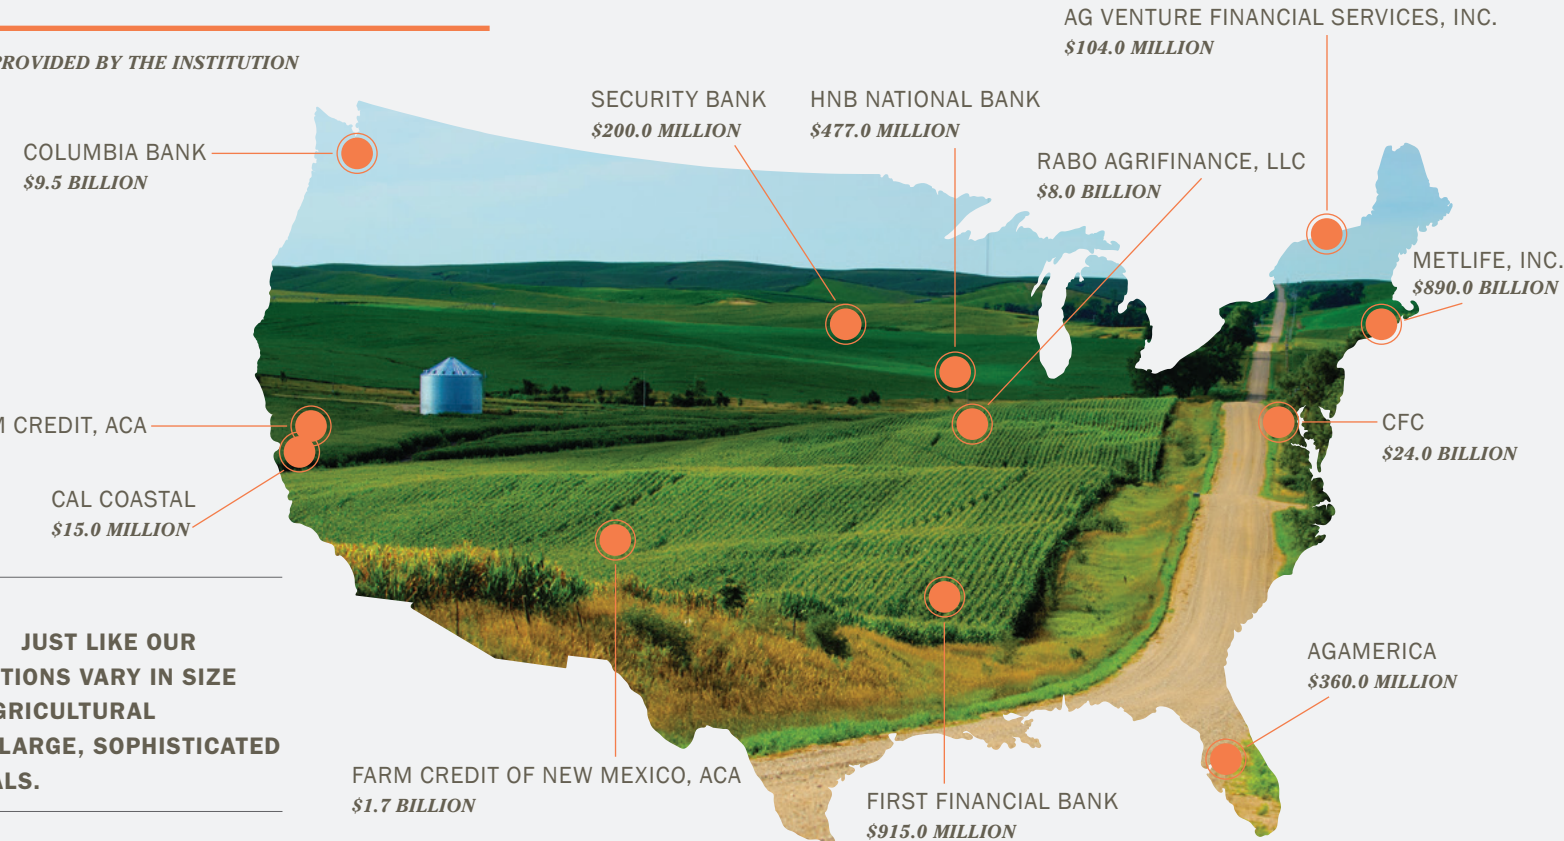 AG VENTURE FINANCIAL SERVICES, INC.
$104.0 MILLION
PROVIDED BY THE INSTITUTION
SECURITY BANK
$200.0 MILLION
HNB NATIONAL BANK
$477.0 MILLION
COLUMBIA BANK
$9.5 BILLION
RABO AGRIFINANCE, LLC
$8.0 BILLION
METLIFE, INC.
$890.0 BILLION
CREDIT, ACA
CFC
$24.0 BILLION
CAL COASTAL
$15.0 MILLION
JUST LIKE OUR
VARY IN SIZE
LARGE, SOPHISTICATED
AGAMERICA
$360.0 MILLION
FARM CREDIT OF NEW MEXICO, ACA
$1.7 BILLION
FIRST FINANCIAL BANK
$915.0 MILLION